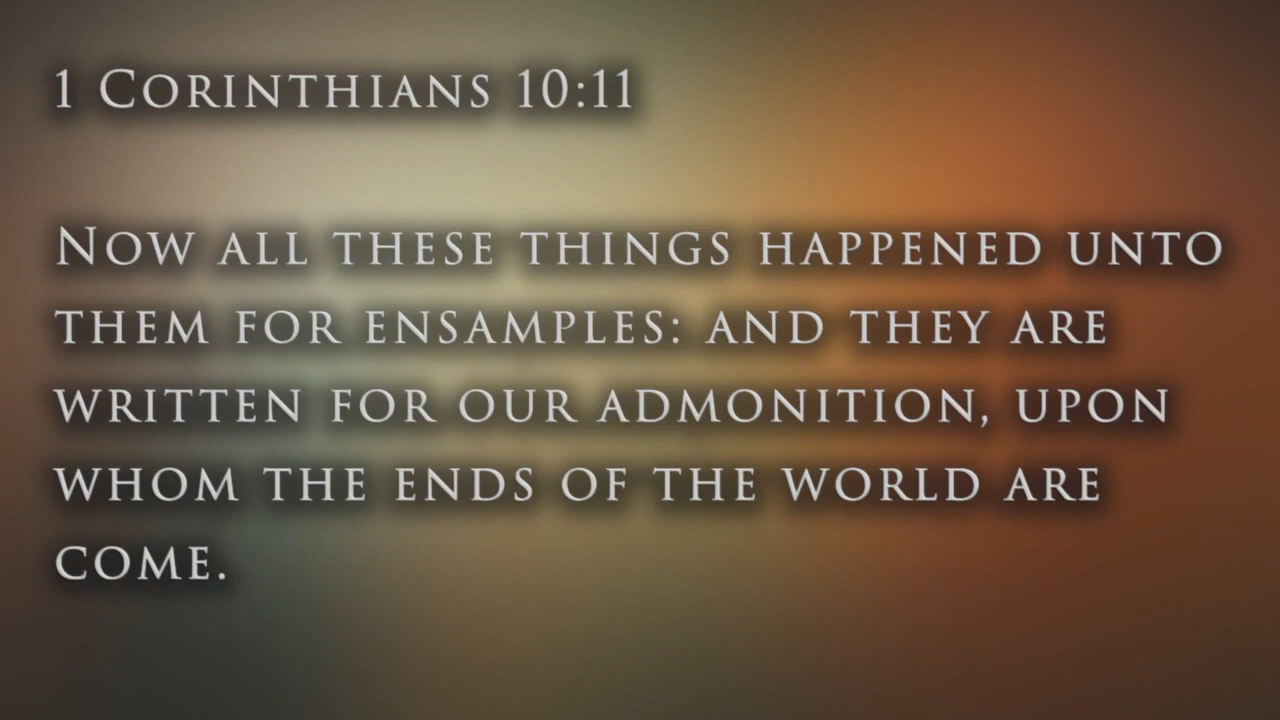 1 Corinthians 10:11
Now all these things happened unto
them for ensamples: and they are
written for our admonition, upon
whom the ends of the world are
come.